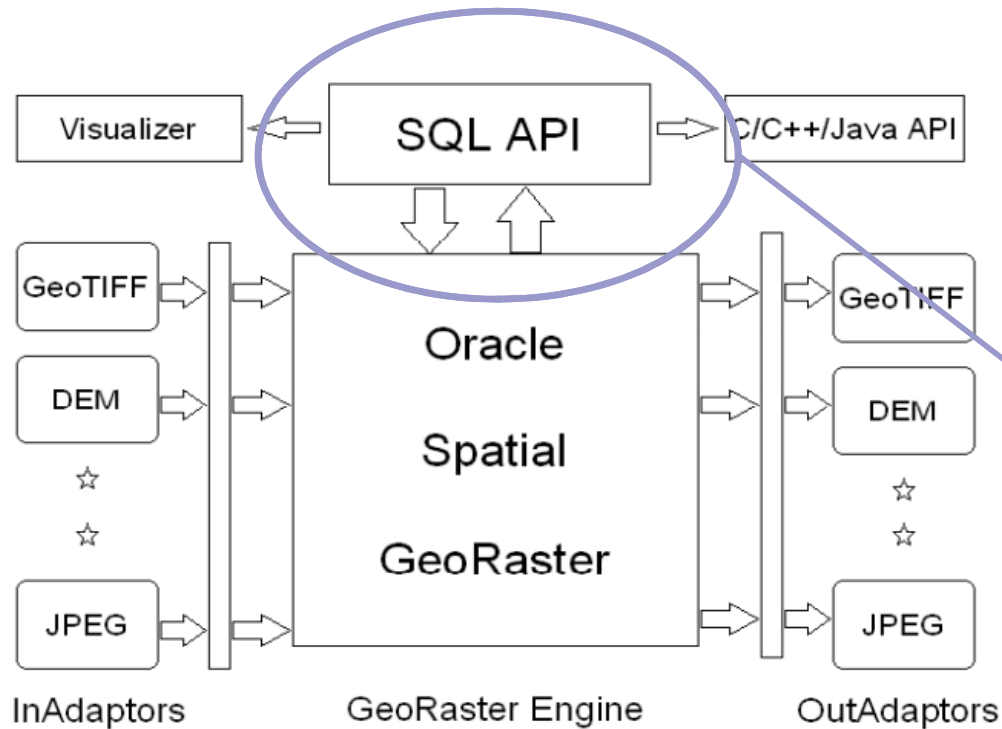 Visualizer
SQL API
C/C++/Java API
GeoTIFF
DEM
JPEG
InAdaptors
Oracle
Spatial
GeoRaster
GeoRaster Engine
GeoTIFF
DEM
JPEG
OutAdaptors